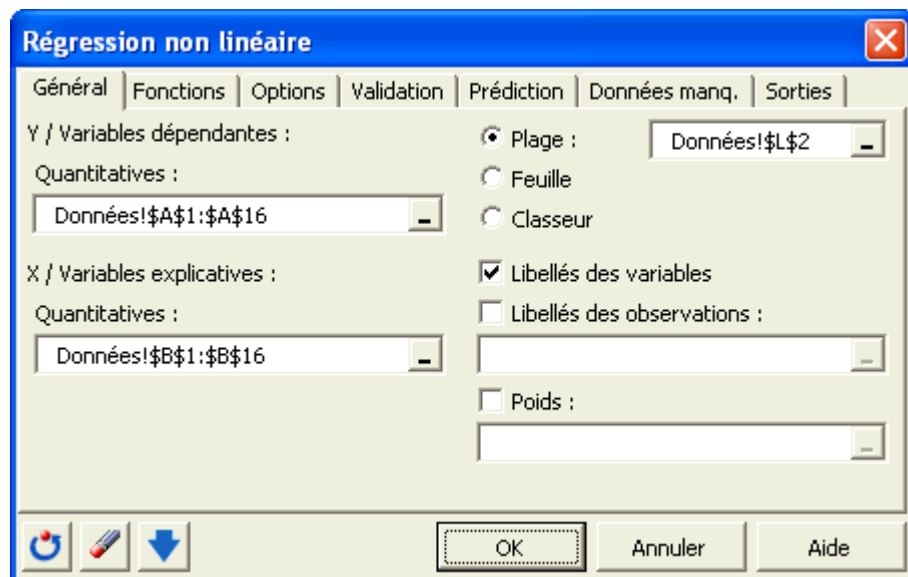 Régression non linéaire
Général Fonctions Options Validation Prédiction Données manq. Sorties
Y / Variables dépendantes :
Quantitatives :
Données!$A$1:$A$16
X / Variables explicatives :
Quantitatives :
Données!$B$1:$B$16
Plage : Données!$L$2
Feuille
Classeur
Libellés des variables
Libellés des observations :
Poids :
OK Annuler Aide